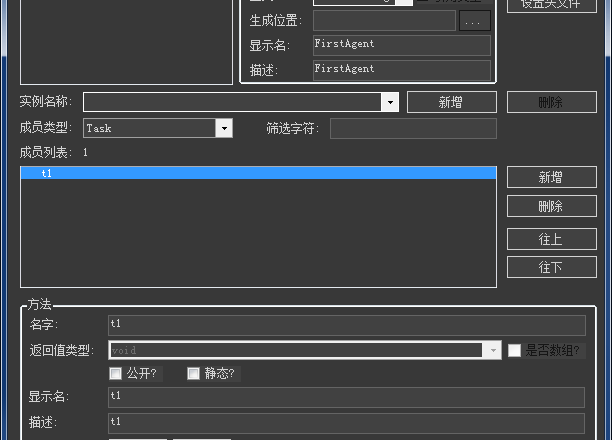 设置头文件
生成位置:
...
显示名: FirstAgent
描述: FirstAgent
实例名称: 新增 删除
成员类型: Task 筛选字符:
成员列表: 1
t1
新增
删除
往上
往下
方法
名字: t1
返回值类型: void 是否数组?
公开? 静态?
显示名: t1
描述: t1